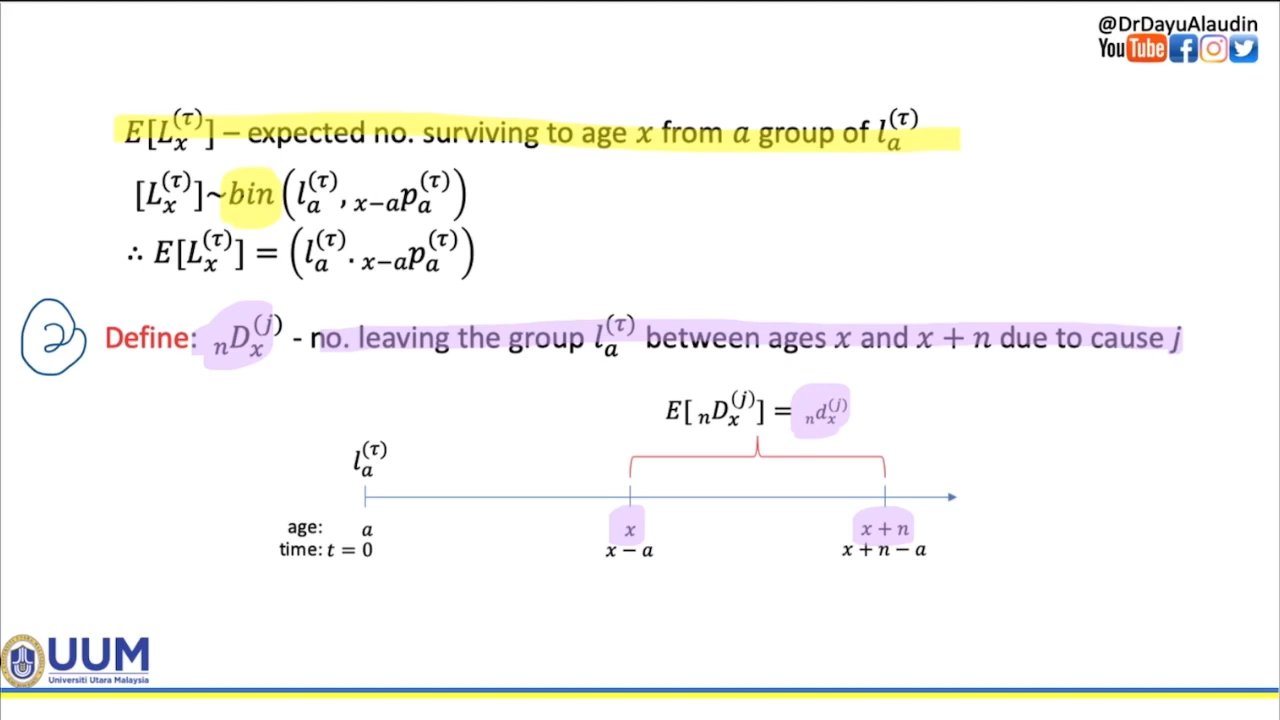 @DrDayuAlaudin
YouTube
E[L_x^(τ)] – expected no. surviving to age x from a group of l_a^(τ)
[L_x^(τ)]~bin(l_a^(τ), _{x−a}p_a^(τ))
∴ E[L_x^(τ)] = (l_a^(τ) · _{x−a}p_a^(τ))
2 Define: _nD_x^(j) - no. leaving the group l_a^(τ) between ages x and x + n due to cause j
E[ _nD_x^(j)] = _nd_x^(j)
l_a^(τ)
age: a x x + n
time: t = 0 x − a x + n − a
UUM
Universiti Utara Malaysia